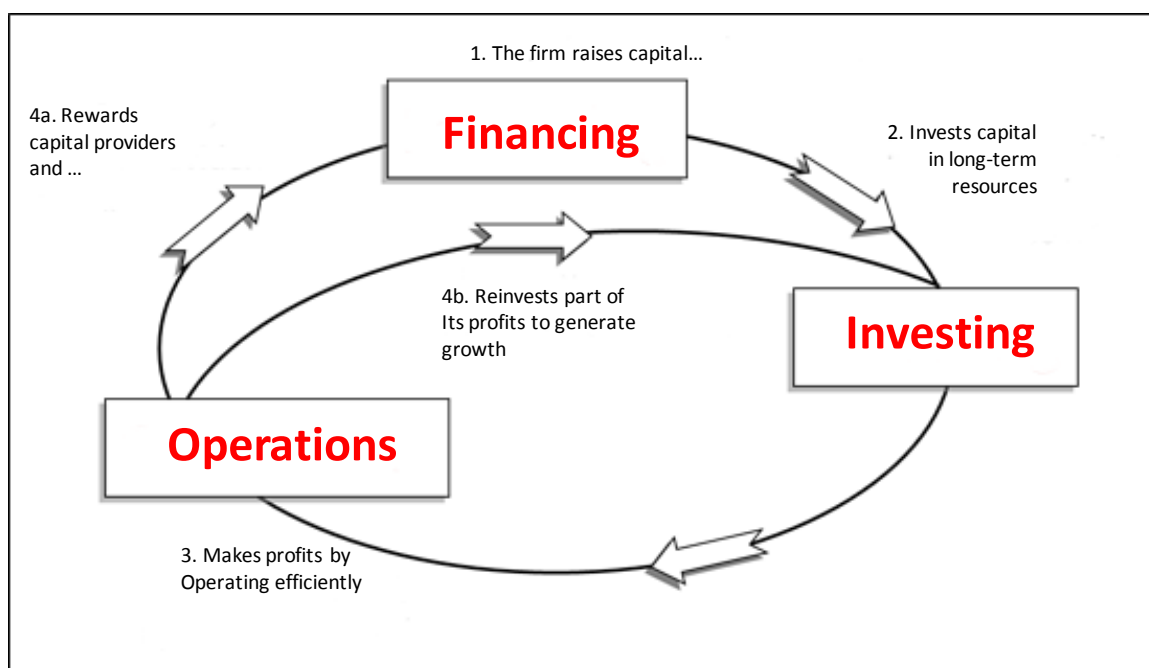 1. The firm raises capital…
Financing
4a. Rewards
capital providers
and …
2. Invests capital
in long-term
resources
4b. Reinvests part of
Its profits to generate
growth
Investing
Operations
3. Makes profits by
Operating efficiently